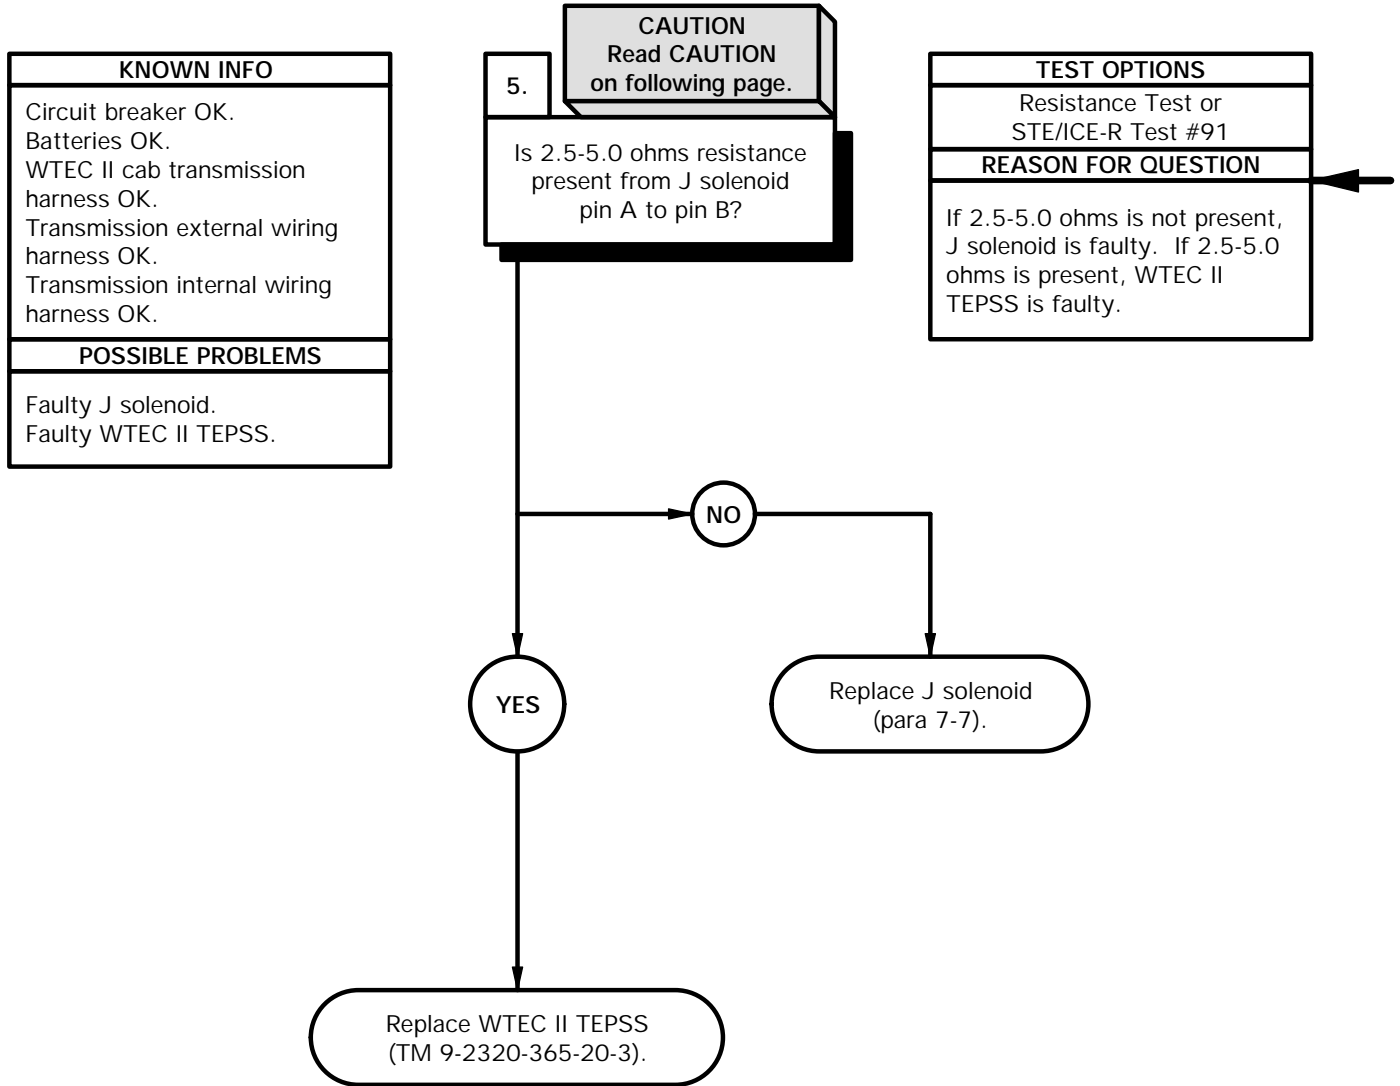 KNOWN INFO
Circuit breaker OK.
Batteries OK.
WTEC II cab transmission
harness OK.
Transmission external wiring
harness OK.
Transmission internal wiring
harness OK.
POSSIBLE PROBLEMS
Faulty J solenoid.
Faulty WTEC II TEPSS.
CAUTION
Read CAUTION
on following page.
5.
Is 2.5-5.0 ohms resistance
present from J solenoid
pin A to pin B?
TEST OPTIONS
Resistance Test or
STE/ICE-R Test #91
REASON FOR QUESTION
If 2.5-5.0 ohms is not present,
J solenoid is faulty. If 2.5-5.0
ohms is present, WTEC II
TEPSS is faulty.
NO
YES
Replace J solenoid
(para 7-7).
Replace WTEC II TEPSS
(TM 9-2320-365-20-3).